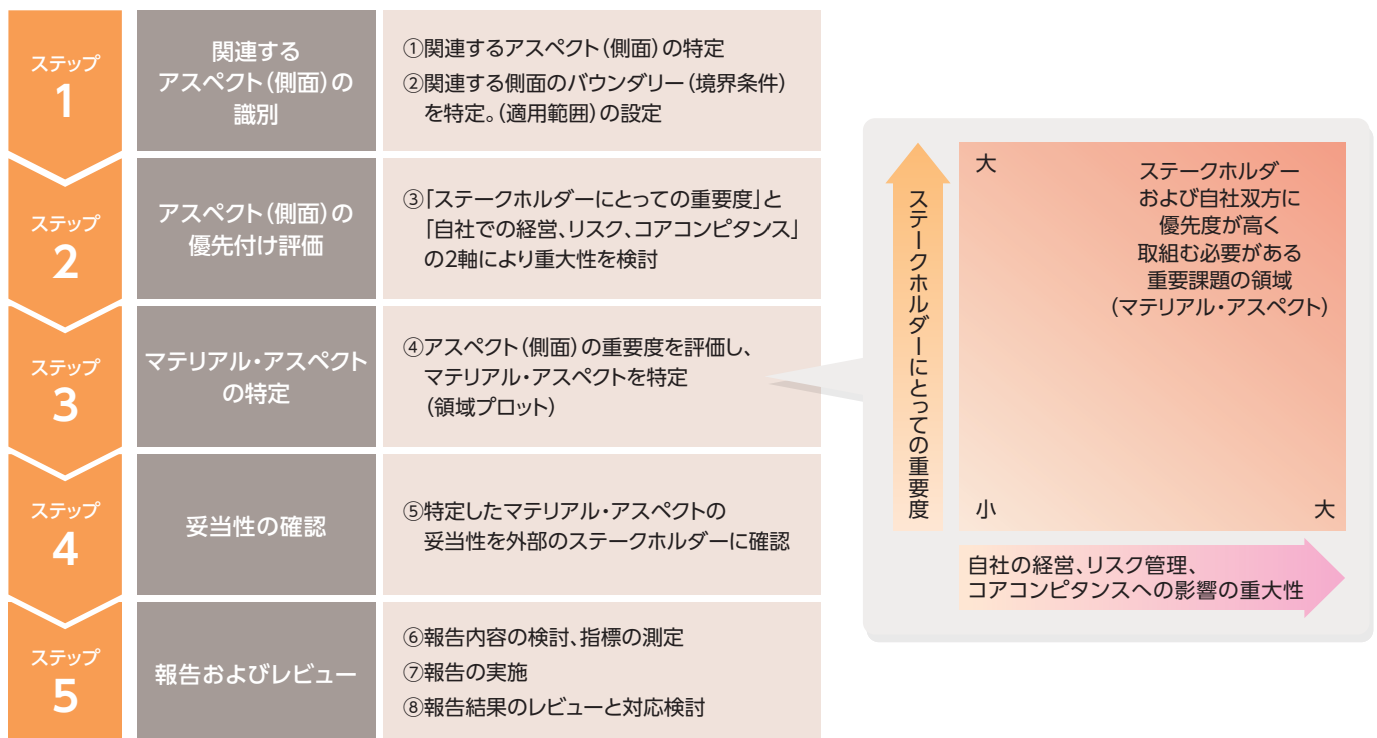 ステップ
1
関連する
アスペクト(側面)の
識別
①関連するアスペクト(側面)の特定
②関連する側面のバウンダリー(境界条件)
を特定。(適用範囲)の設定
ステップ
2
アスペクト(側面)の
優先付け評価
③「ステークホルダーにとっての重要度」と
「自社での経営、リスク、コアコンピタンス」
の2軸により重大性を検討
ステップ
3
マテリアル・アスペクト
の特定
④アスペクト(側面)の重要度を評価し、
マテリアル・アスペクトを特定
(領域プロット)
ステップ
4
妥当性の確認
⑤特定したマテリアル・アスペクトの
妥当性を外部のステークホルダーに確認
ステップ
5
報告およびレビュー
⑥報告内容の検討、指標の測定
⑦報告の実施
⑧報告結果のレビューと対応検討
ステークホルダーにとっての重要度
大
ステークホルダー
および自社双方に
優先度が高く
取組む必要がある
重要課題の領域
(マテリアル・アスペクト)
小
大
自社の経営、リスク管理、
コアコンピタンスへの影響の重大性